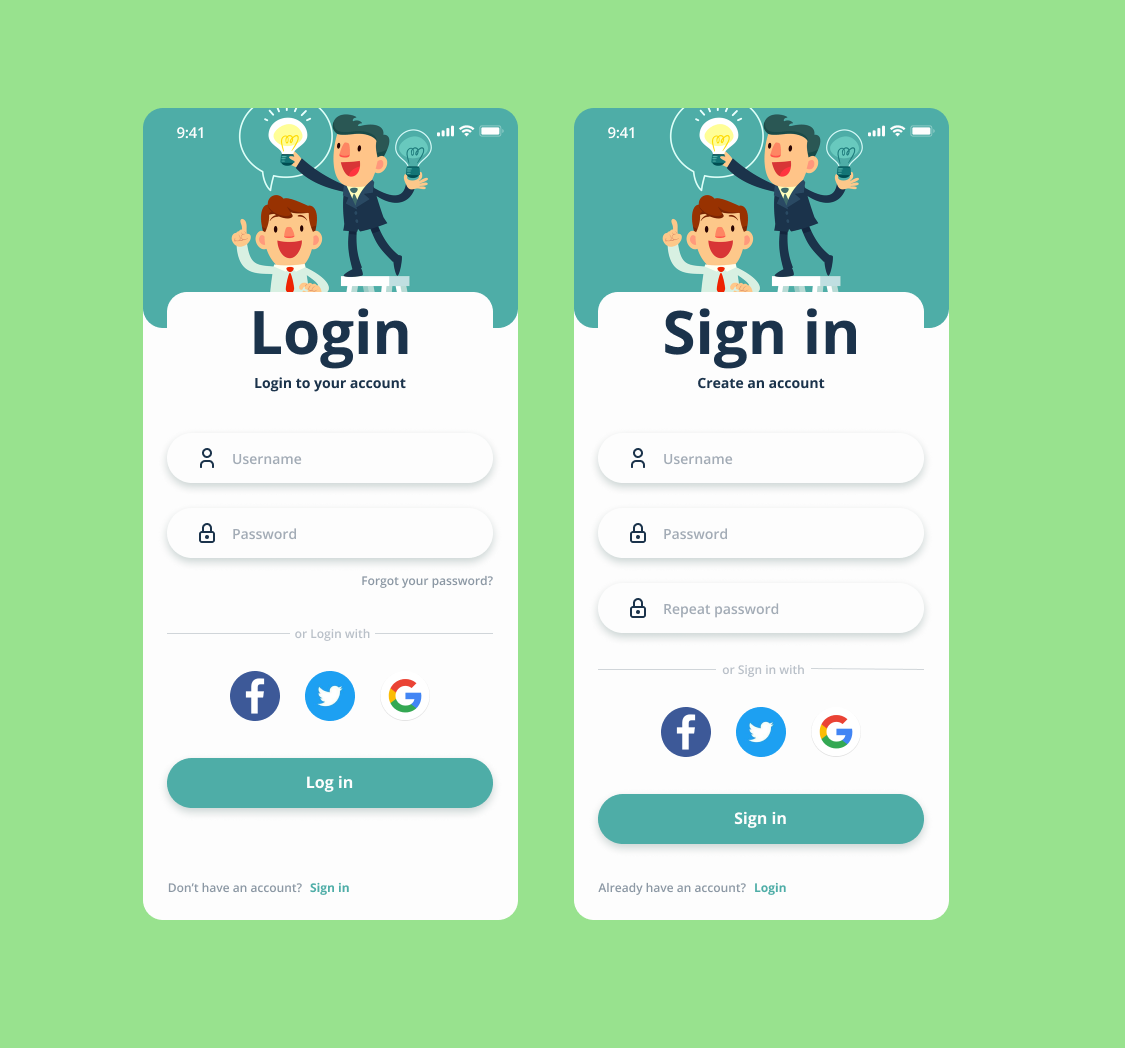 9:41
Login
Login to your account
Username
Password
Forgot your password?
or Login with
Log in
Don't have an account? Sign in
9:41
Sign in
Create an account
Username
Password
Repeat password
or Sign in with
Sign in
Already have an account? Login